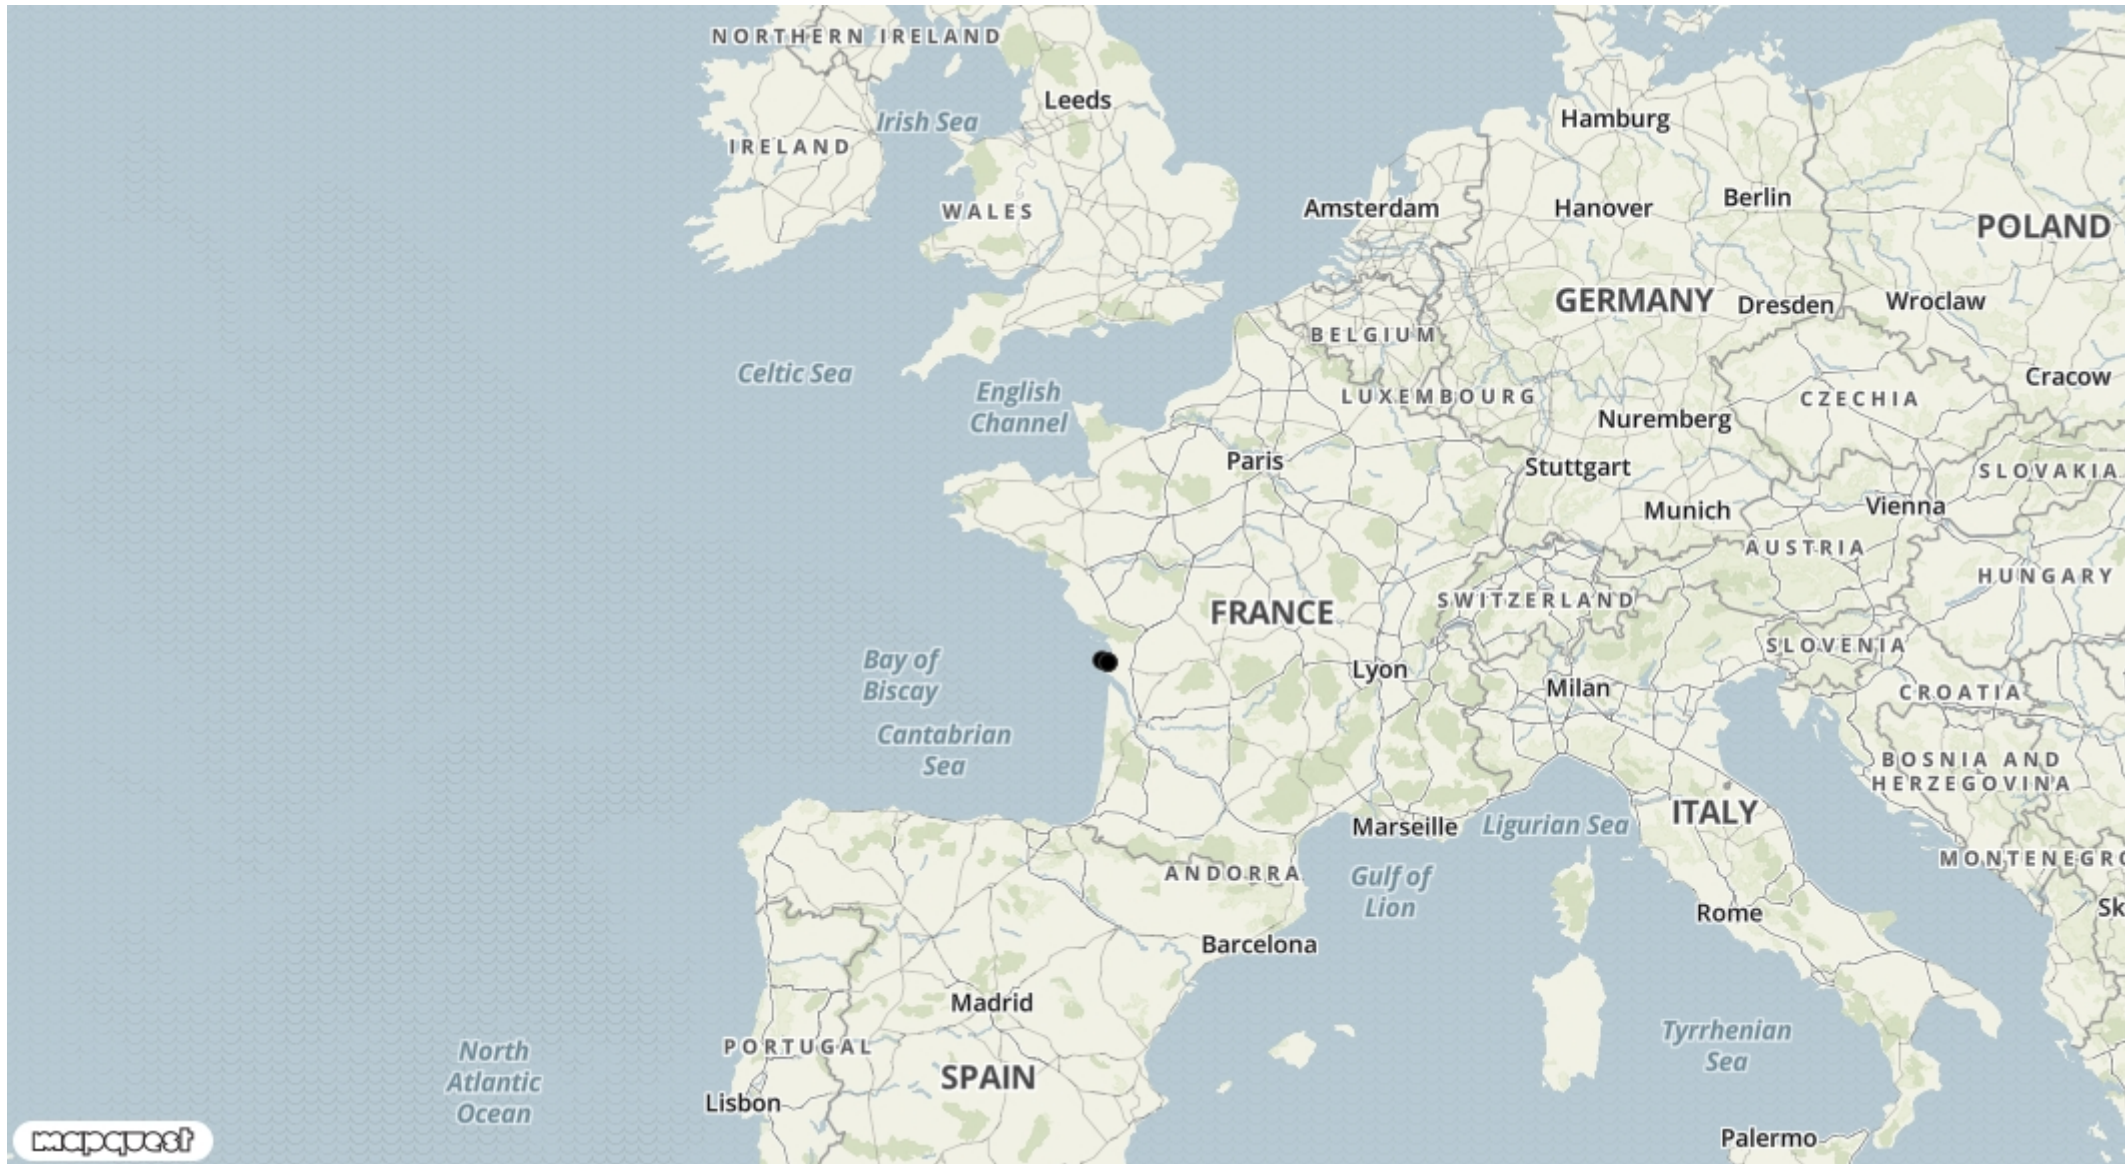 NORTHERN IRELAND
Leeds
Irish Sea
Hamburg
IRELAND
Berlin
Amsterdam
Hanover
WALES
POLAND
GERMANY
Dresden
Wroclaw
BELGIUM
Celtic Sea
Cracow
English
Channel
LUXEMBOURG
CZECHIA
Nuremberg
Paris
Stuttgart
SLOVAKIA
Munich
Vienna
AUSTRIA
HUNGARY
SWITZERLAND
FRANCE
SLOVENIA
Bay of
Biscay
Lyon
Milan
CROATIA
Cantabrian
Sea
BOSNIA AND
HERZEGOVINA
ITALY
Marseille
Ligurian Sea
MONTENEGRO
ANDORRA
Gulf of
Lion
Sk
Rome
Barcelona
Madrid
Tyrrhenian
Sea
PORTUGAL
North
Atlantic
Ocean
SPAIN
Lisbon
Palermo
mapquest